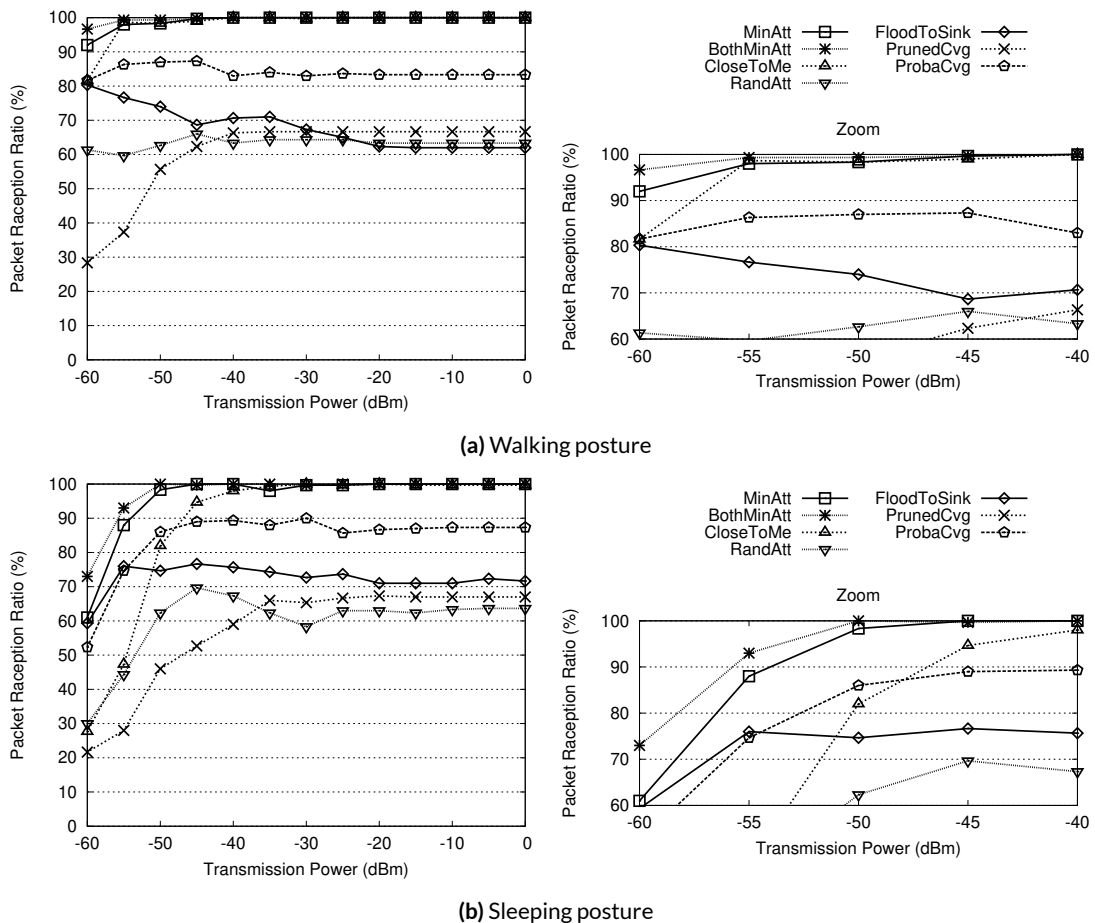 100
90
80
70
60
50
40
30
20
10
0
Packet Raception Ratio (%)
-60 -50 -40 -30 -20 -10 0
Transmission Power (dBm)
MinAtt
BothMinAtt
CloseToMe
RandAtt
FloodToSink
PrunedCvg
ProbaCvg
Zoom
100
90
80
70
60
Packet Raception Ratio (%)
-60 -55 -50 -45 -40
Transmission Power (dBm)
(a) Walking posture
100
90
80
70
60
50
40
30
20
10
0
Packet Raception Ratio (%)
-60 -50 -40 -30 -20 -10 0
Transmission Power (dBm)
MinAtt
BothMinAtt
CloseToMe
RandAtt
FloodToSink
PrunedCvg
ProbaCvg
Zoom
100
90
80
70
60
Packet Raception Ratio (%)
-60 -55 -50 -45 -40
Transmission Power (dBm)
(b) Sleeping posture